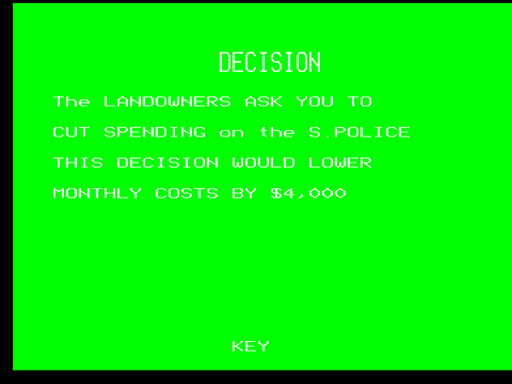 DECISION
The LANDOWNERS ASK YOU TO
CUT SPENDING on the S.POLICE
THIS DECISION WOULD LOWER
MONTHLY COSTS BY $4,000
KEY